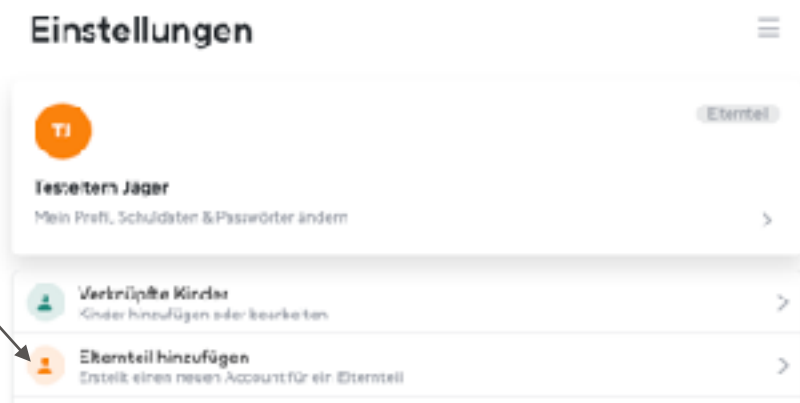 Einstellungen
TJ
Elternteil
Testeltern Jäger
Mein Profil, Schuldaten & Passwörter ändern
Verknüpfte Kinder
Kinder hinzufügen oder bearbeiten
Elternteil hinzufügen
Erstellt einen neuen Account für ein Elternteil